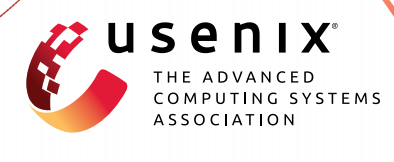 usenix®
THE ADVANCED
COMPUTING SYSTEMS
ASSOCIATION